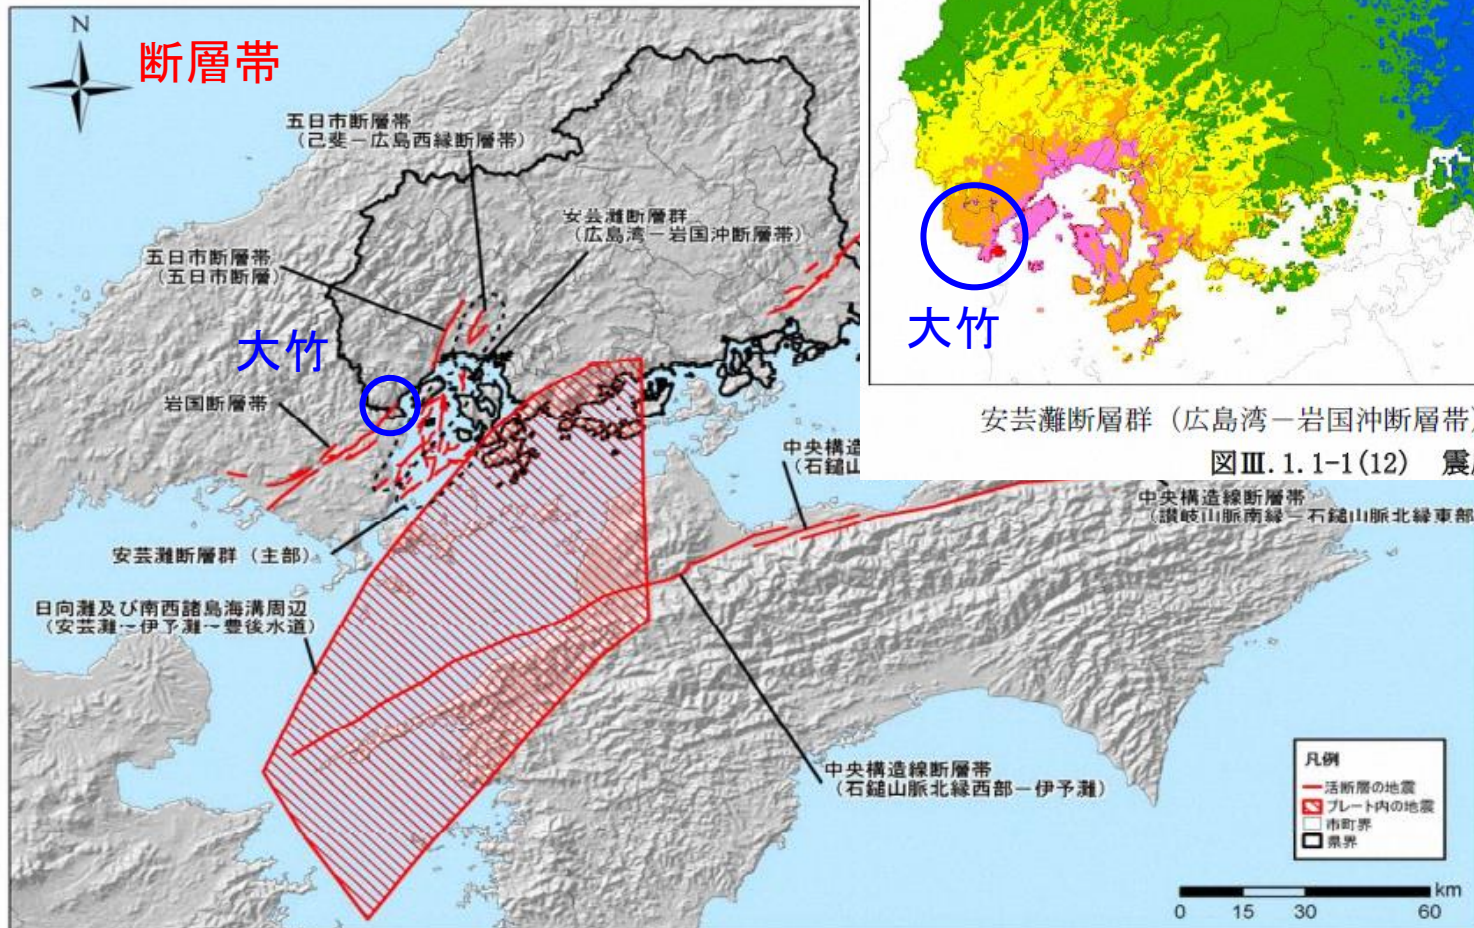 N
断層帯
五日市断層帯
（己斐－広島西縁断層帯）
安芸灘断層群
（広島湾－岩国沖断層帯）
五日市断層帯
（五日市断層）
大竹
岩国断層帯
安芸灘断層群（主部）
日向灘及び南西諸島海溝周辺
（安芸灘～伊予灘～豊後水道）
大竹
安芸灘断層群（広島湾－岩国沖断層帯）
図Ⅲ.1.1-1(12) 震
中央構造
（石鎚山
中央構造線断層帯
（讃岐山脈南縁－石鎚山脈北縁東部
中央構造線断層帯
（石鎚山脈北縁西部－伊予灘）
凡例
活断層の地震
プレート内の地震
市町界
県界
km
0 15 30 60